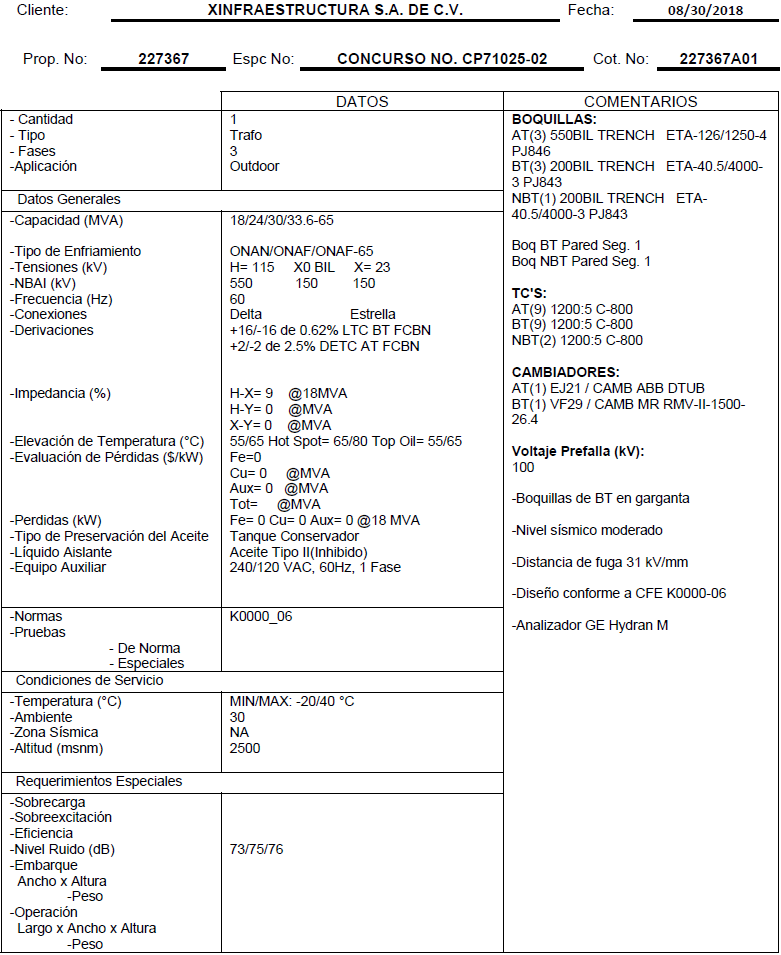 Cliente: XINFRAESTRUCTURA S.A. DE C.V. Fecha: 08/30/2018
Prop. No: 227367 Espc No: CONCURSO NO. CP71025-02 Cot. No: 227367A01
DATOS
- Cantidad 1
- Tipo Trafo
- Fases 3
-Aplicación Outdoor
Datos Generales
-Capacidad (MVA) 18/24/30/33.6-65
-Tipo de Enfriamiento ONAN/ONAF/ONAF-65
-Tensiones (kV) H= 115 X0 BIL X= 23
-NBAI (kV) 550 150 150
-Frecuencia (Hz) 60
-Conexiones Delta Estrella
-Derivaciones +16/-16 de 0.62% LTC BT FCBN
+2/-2 de 2.5% DETC AT FCBN
-Impedancia (%) H-X= 9 @18MVA
H-Y= 0 @MVA
X-Y= 0 @MVA
-Elevación de Temperatura (°C) 55/65 Hot Spot= 65/80 Top Oil= 55/65
-Evaluación de Pérdidas ($/kW) Fe=0
Cu= 0 @MVA
Aux= 0 @MVA
Tot= @MVA
-Perdidas (kW) Fe= 0 Cu= 0 Aux= 0 @18 MVA
-Tipo de Preservación del Aceite Tanque Conservador
-Líquido Aislante Aceite Tipo II(Inhibido)
-Equipo Auxiliar 240/120 VAC, 60Hz, 1 Fase
-Normas K0000_06
-Pruebas
- De Norma
- Especiales
Condiciones de Servicio
-Temperatura (°C) MIN/MAX: -20/40 °C
-Ambiente 30
-Zona Sísmica NA
-Altitud (msnm) 2500
Requerimientos Especiales
-Sobrecarga
-Sobreexcitación
-Eficiencia
-Nivel Ruido (dB) 73/75/76
-Embarque
Ancho x Altura
-Peso
-Operación
Largo x Ancho x Altura
-Peso
COMENTARIOS
BOQUILLAS:
AT(3) 550BIL TRENCH ETA-126/1250-4
PJ846
BT(3) 200BIL TRENCH ETA-40.5/4000-
3 PJ843
NBT(1) 200BIL TRENCH ETA-
40.5/4000-3 PJ843
Boq BT Pared Seg. 1
Boq NBT Pared Seg. 1
TC'S:
AT(9) 1200:5 C-800
BT(9) 1200:5 C-800
NBT(2) 1200:5 C-800
CAMBIADORES:
AT(1) EJ21 / CAMB ABB DTUB
BT(1) VF29 / CAMB MR RMV-II-1500-
26.4
Voltaje Prefalla (kV):
100
-Boquillas de BT en garganta
-Nivel sísmico moderado
-Distancia de fuga 31 kV/mm
-Diseño conforme a CFE K0000-06
-Analizador GE Hydran M